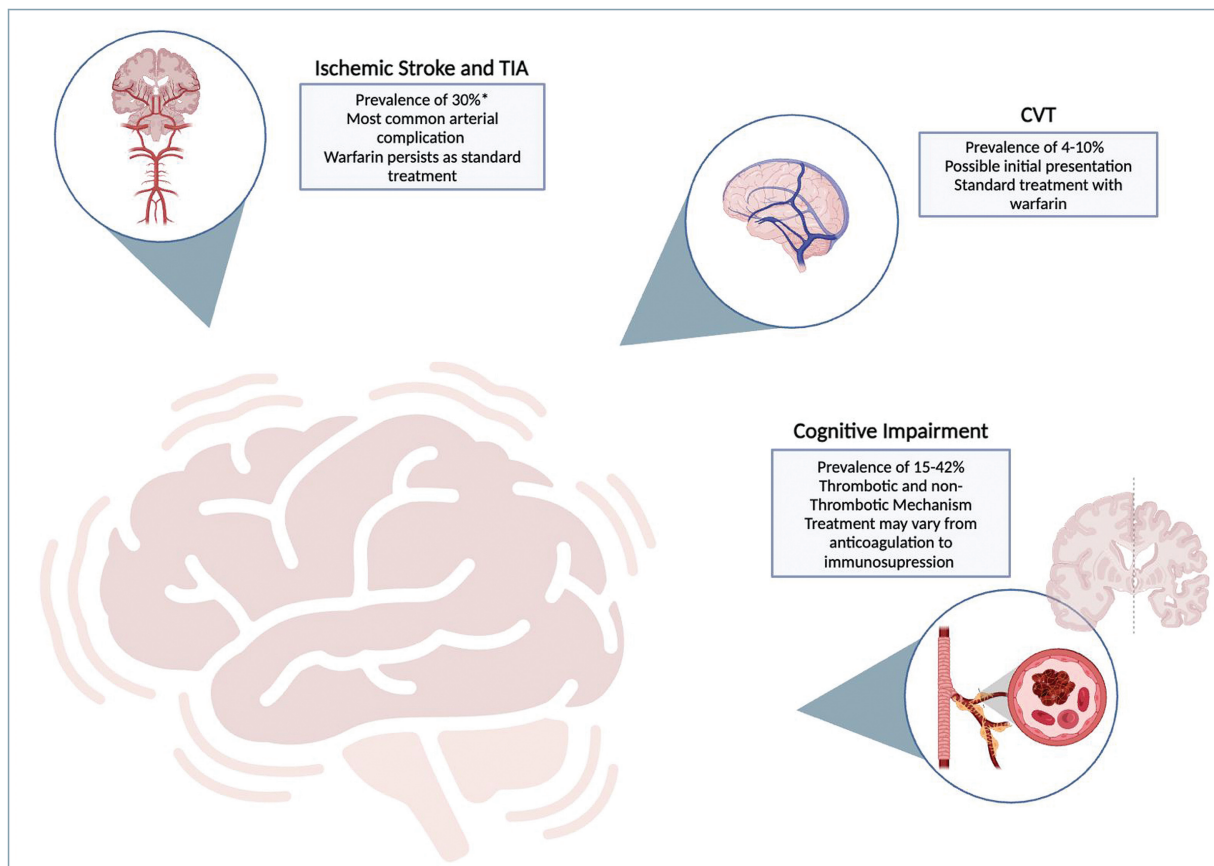 Ischemic Stroke and TIA
Prevalence of 30%*
Most common arterial
complication
Warfarin persists as standard
treatment
CVT
Prevalence of 4-10%
Possible initial presentation
Standard treatment with
warfarin
Cognitive Impairment
Prevalence of 15-42%
Thrombotic and non-
Thrombotic Mechanism
Treatment may vary from
anticoagulation to
immunosupression